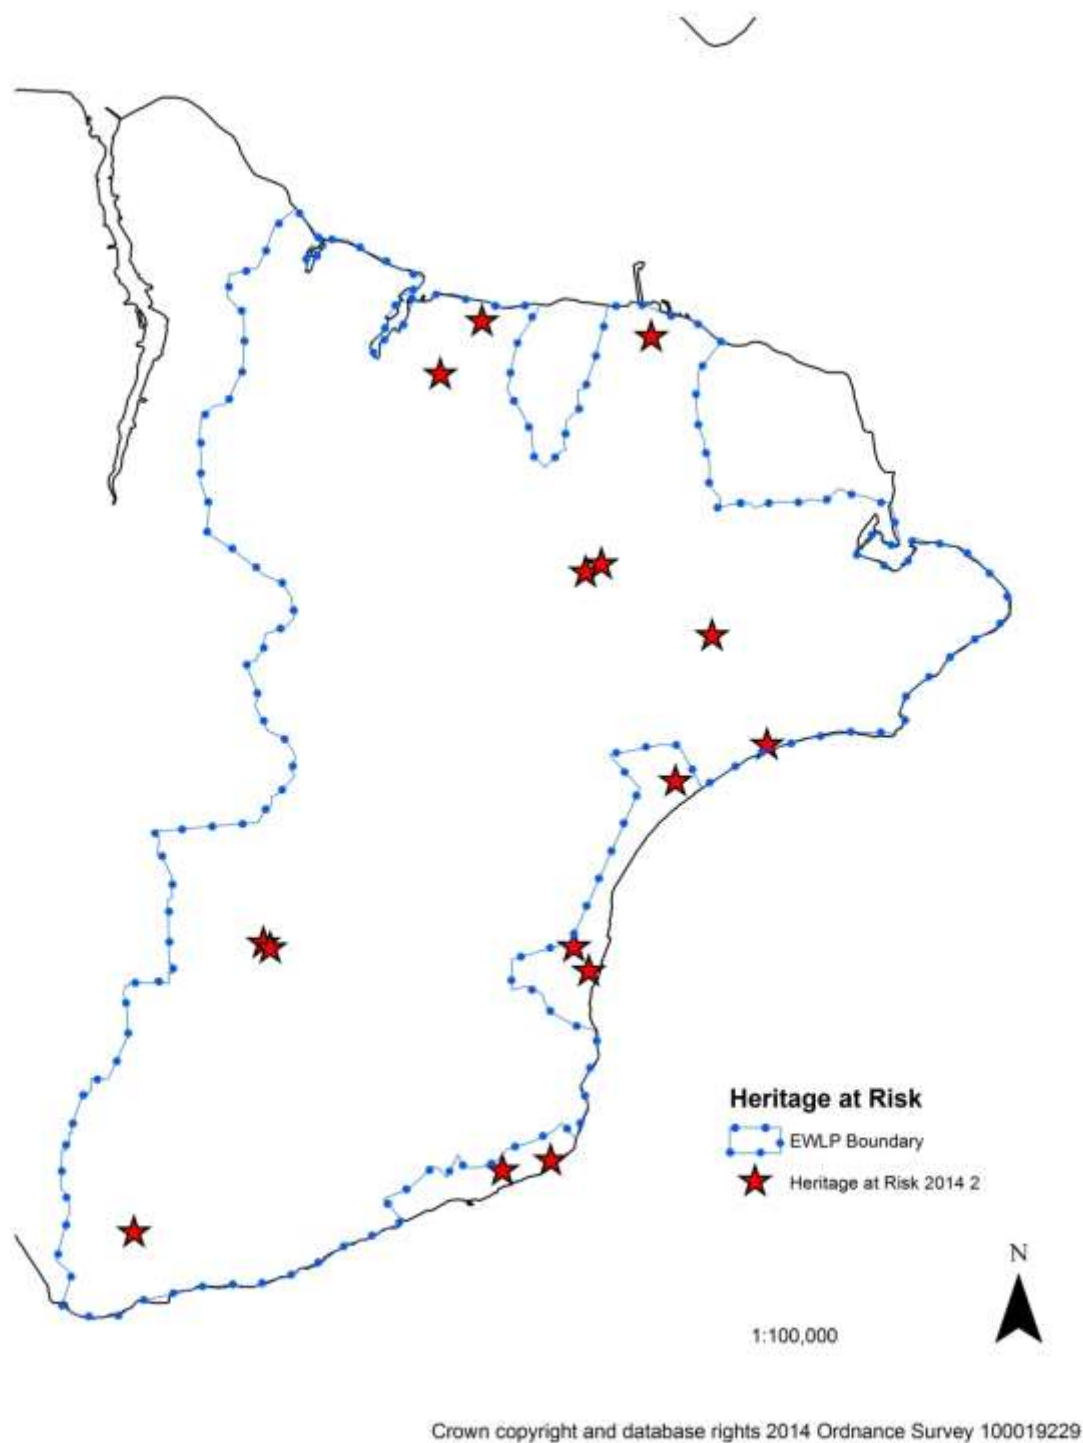 Heritage at Risk
EWLP Boundary
Heritage at Risk 2014 2
N
1:100,000
Crown copyright and database rights 2014 Ordnance Survey 100019229